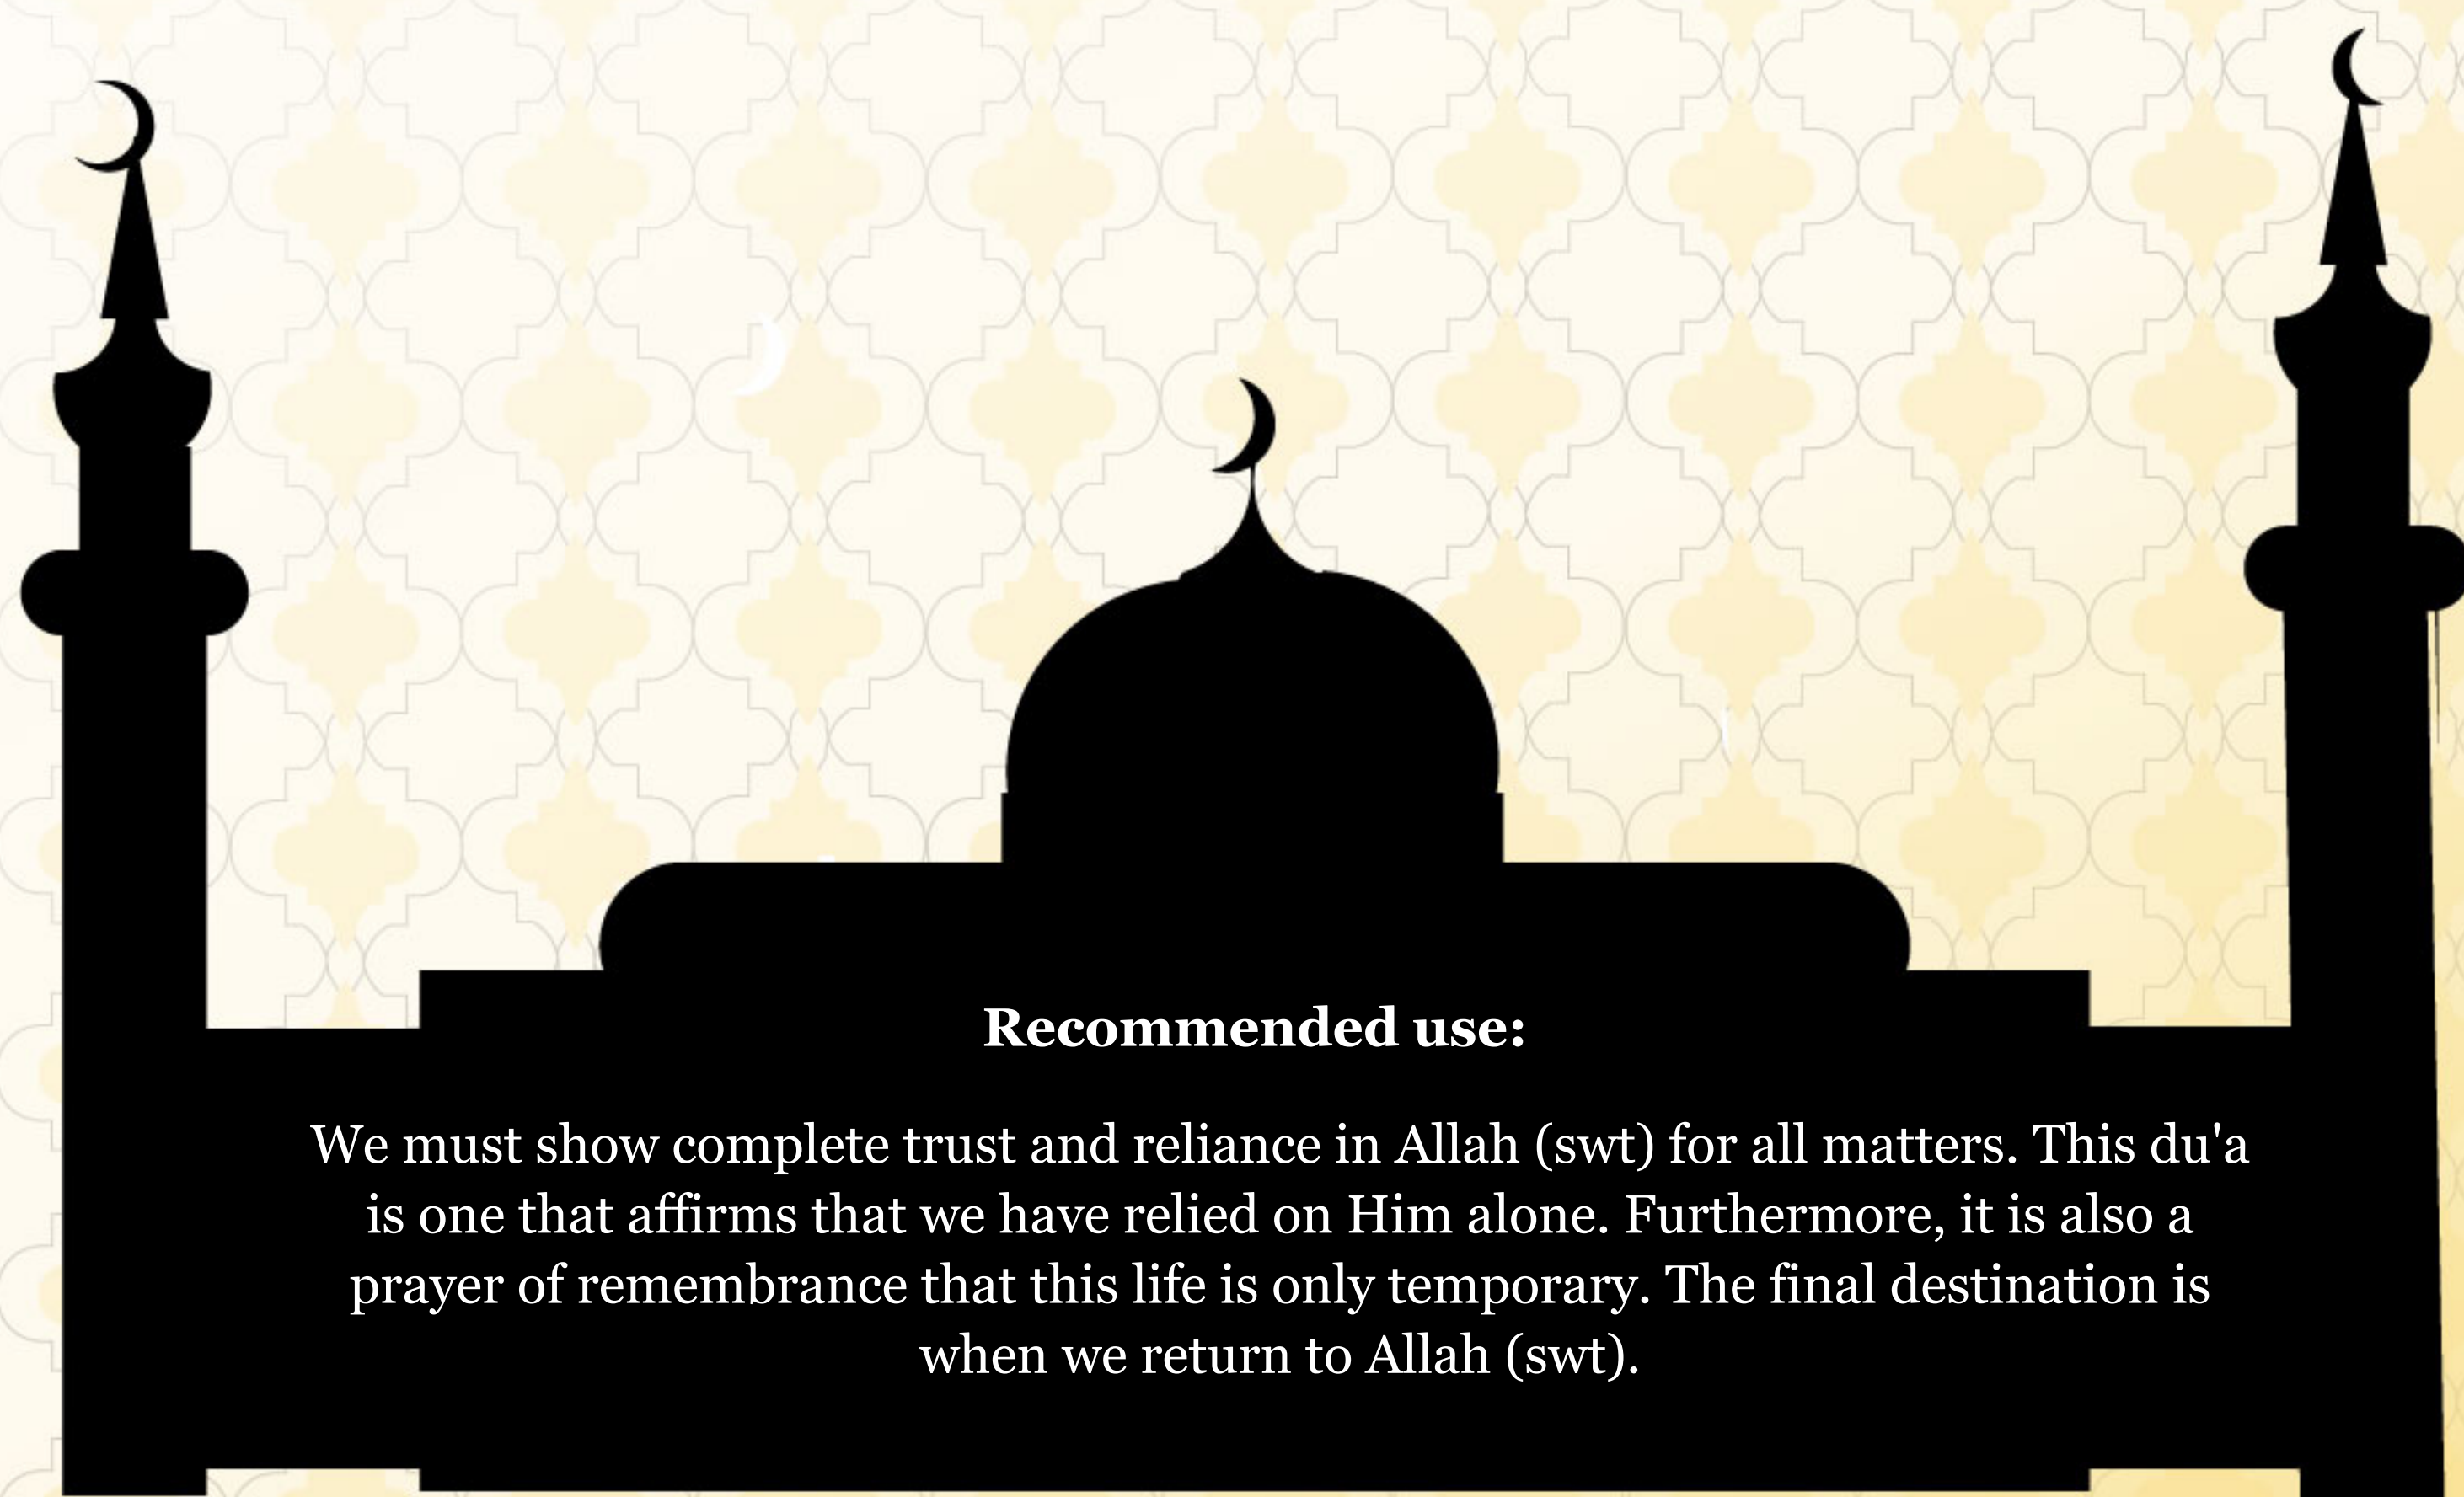 Recommended use:
We must show complete trust and reliance in Allah (swt) for all matters. This du'a
is one that affirms that we have relied on Him alone. Furthermore, it is also a
prayer of remembrance that this life is only temporary. The final destination is
when we return to Allah (swt).